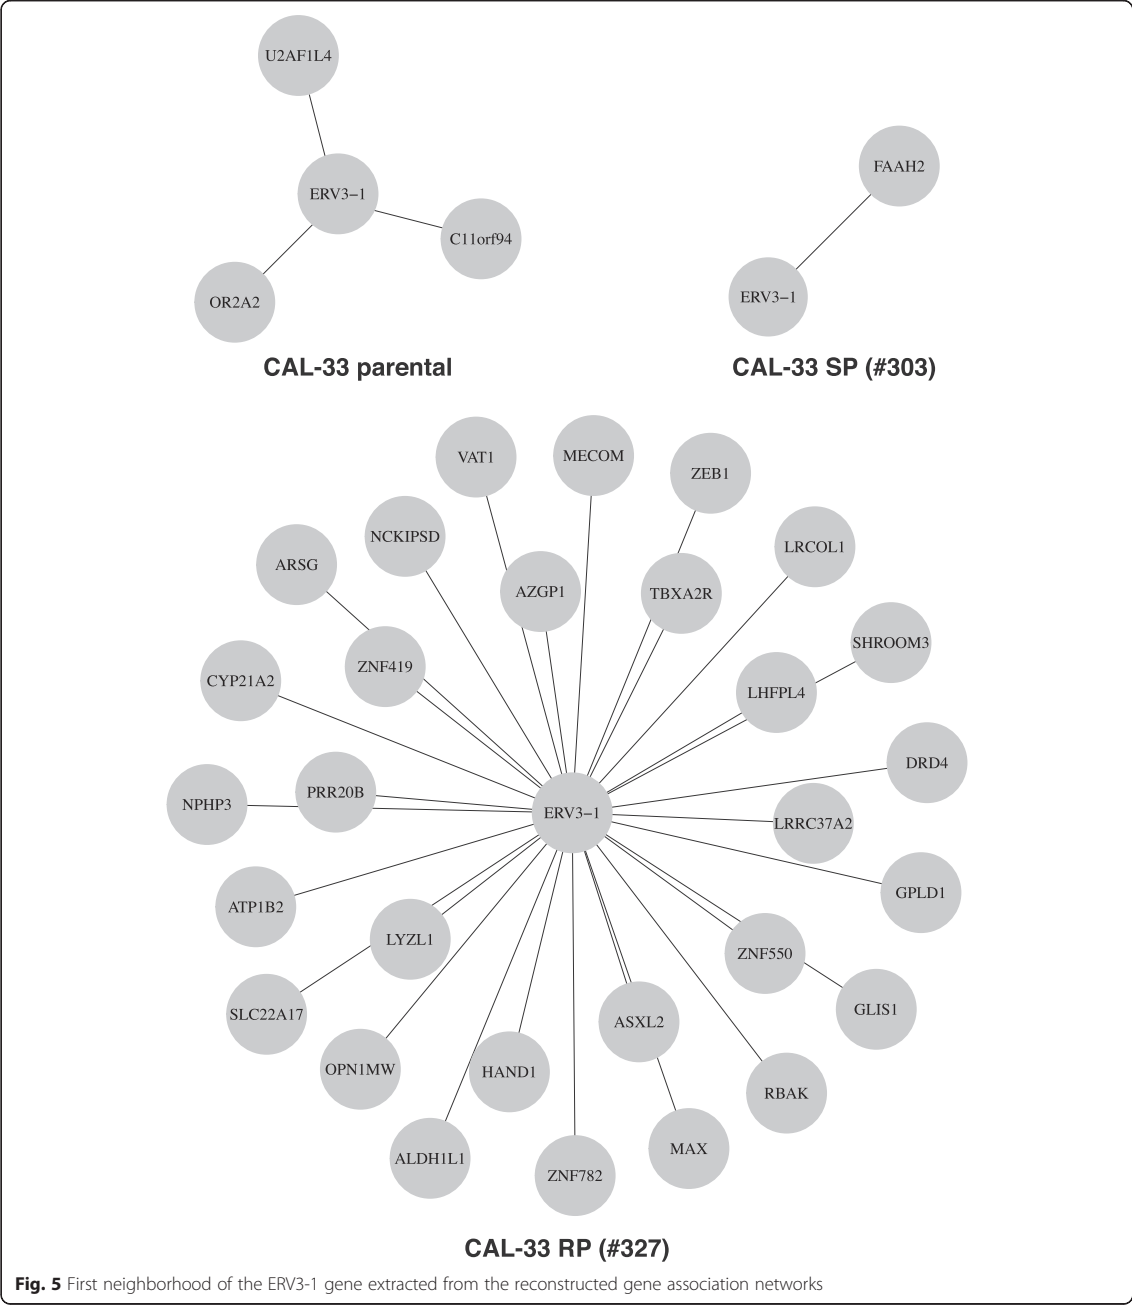 U2AF1L4
FAAH2
ERV3−1
C11orf94
ERV3−1
OR2A2
CAL-33 parental
CAL-33 SP (#303)
VAT1
MECOM
ZEB1
NCKIPSD
LRCOL1
ARSG
AZGP1
TBXA2R
SHROOM3
ZNF419
CYP21A2
LHFPL4
DRD4
PRR20B
NPHP3
ERV3−1
LRRC37A2
GPLD1
ATP1B2
LYZL1
ZNF550
SLC22A17
GLIS1
ASXL2
OPN1MW
HAND1
RBAK
MAX
ALDH1L1
ZNF782
CAL-33 RP (#327)
Fig. 5 First neighborhood of the ERV3-1 gene extracted from the reconstructed gene association networks